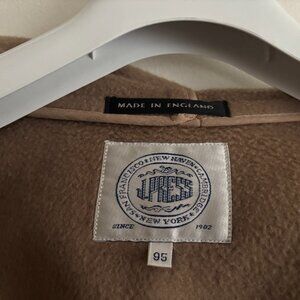 MADE IN ENGLAND
SAN FRANCISCO • NEW HAVEN • CAMBRIDGE
J.PRESS
NEW YORK
SINCE 1902
95